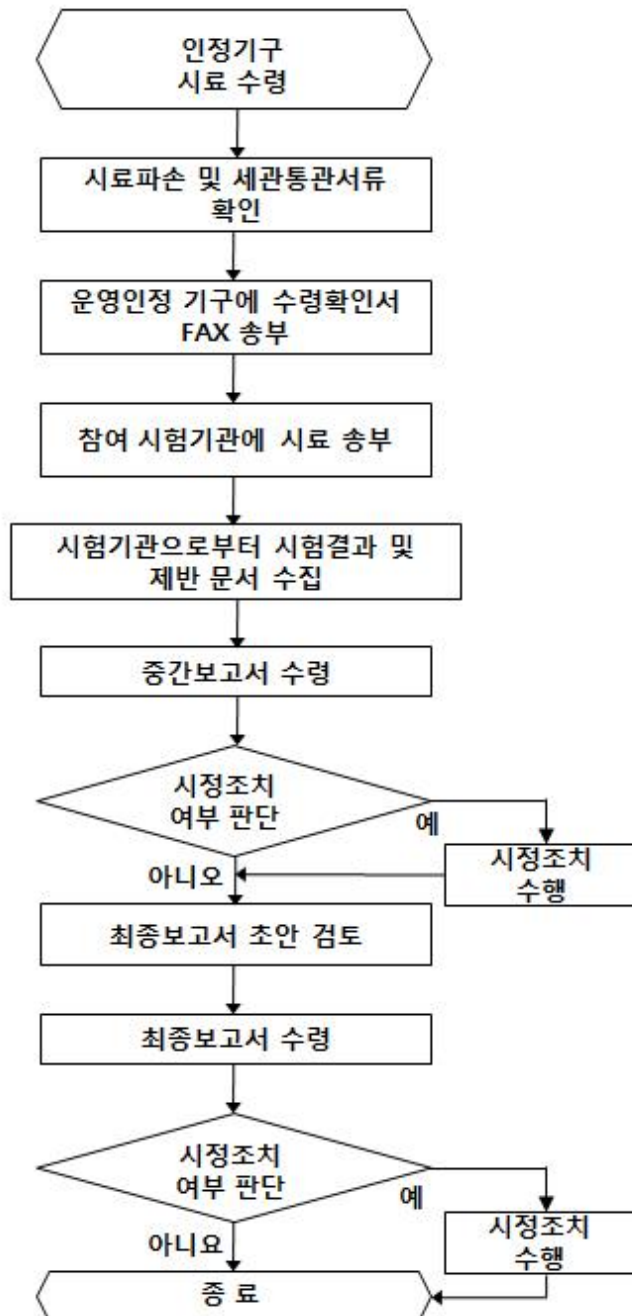 인정기구
시료 수령
시료파손 및 세관통관서류
확인
운영인정 기구에 수령확인서
FAX 송부
참여 시험기관에 시료 송부
시험기관으로부터 시험결과 및
제반 문서 수집
중간보고서 수령
시정조치
여부 판단
예
시정조치
수행
아니오
최종보고서 초안 검토
최종보고서 수령
시정조치
여부 판단
예
시정조치
수행
아니요
종 료